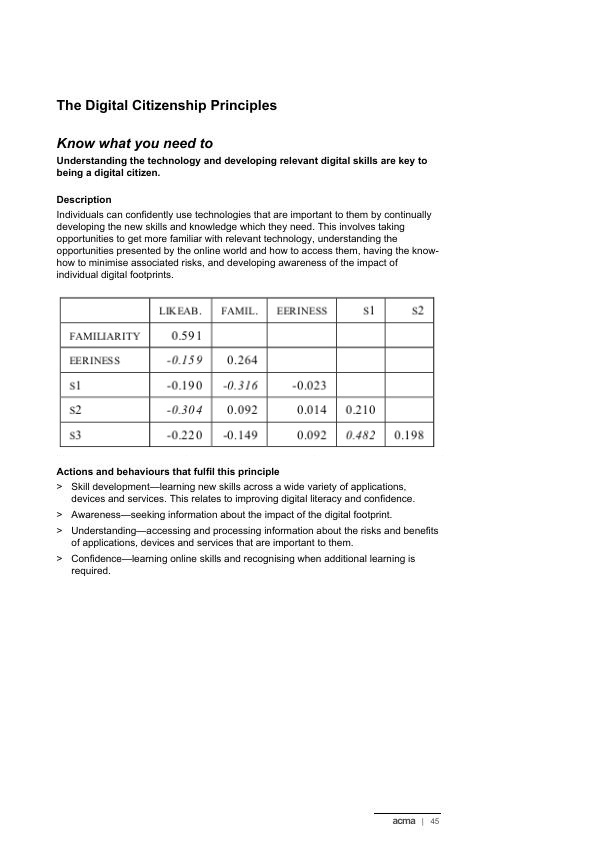 The Digital Citizenship Principles
Know what you need to
Understanding the technology and developing relevant digital skills are key to
being a digital citizen.
Description
Individuals can confidently use technologies that are important to them by continually
developing the new skills and knowledge which they need. This involves taking
opportunities to get more familiar with relevant technology, understanding the
opportunities presented by the online world and how to access them, having the know-
how to minimise associated risks, and developing awareness of the impact of
individual digital footprints.
LIKEAB. FAMIL. EERINESS S1 S2
FAMILIARITY 0.591
EERINESS -0.159 0.264
S1 -0.190 -0.316 -0.023
S2 -0.304 0.092 0.014 0.210
S3 -0.220 -0.149 0.092 0.482 0.198
Actions and behaviours that fulfil this principle
> Skill development—learning new skills across a wide variety of applications,
devices and services. This relates to improving digital literacy and confidence.
> Awareness—seeking information about the impact of the digital footprint.
> Understanding—accessing and processing information about the risks and benefits
of applications, devices and services that are important to them.
> Confidence—learning online skills and recognising when additional learning is
required.
acma | 45